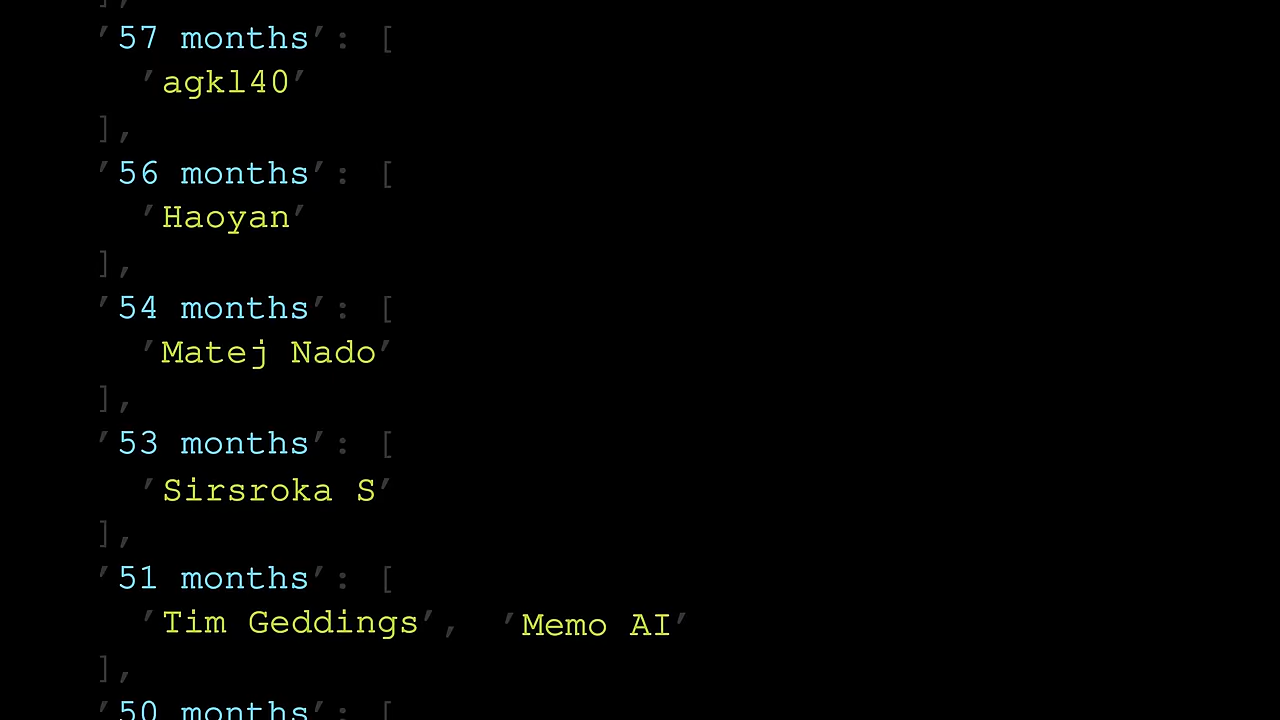 ],
'57 months': [
'agkl40'
],
'56 months': [
'Haoyan'
],
'54 months': [
'Matej Nado'
],
'53 months': [
'Sirsroka S'
],
'51 months': [
'Tim Geddings', 'Memo AI'
],
'50 months': [